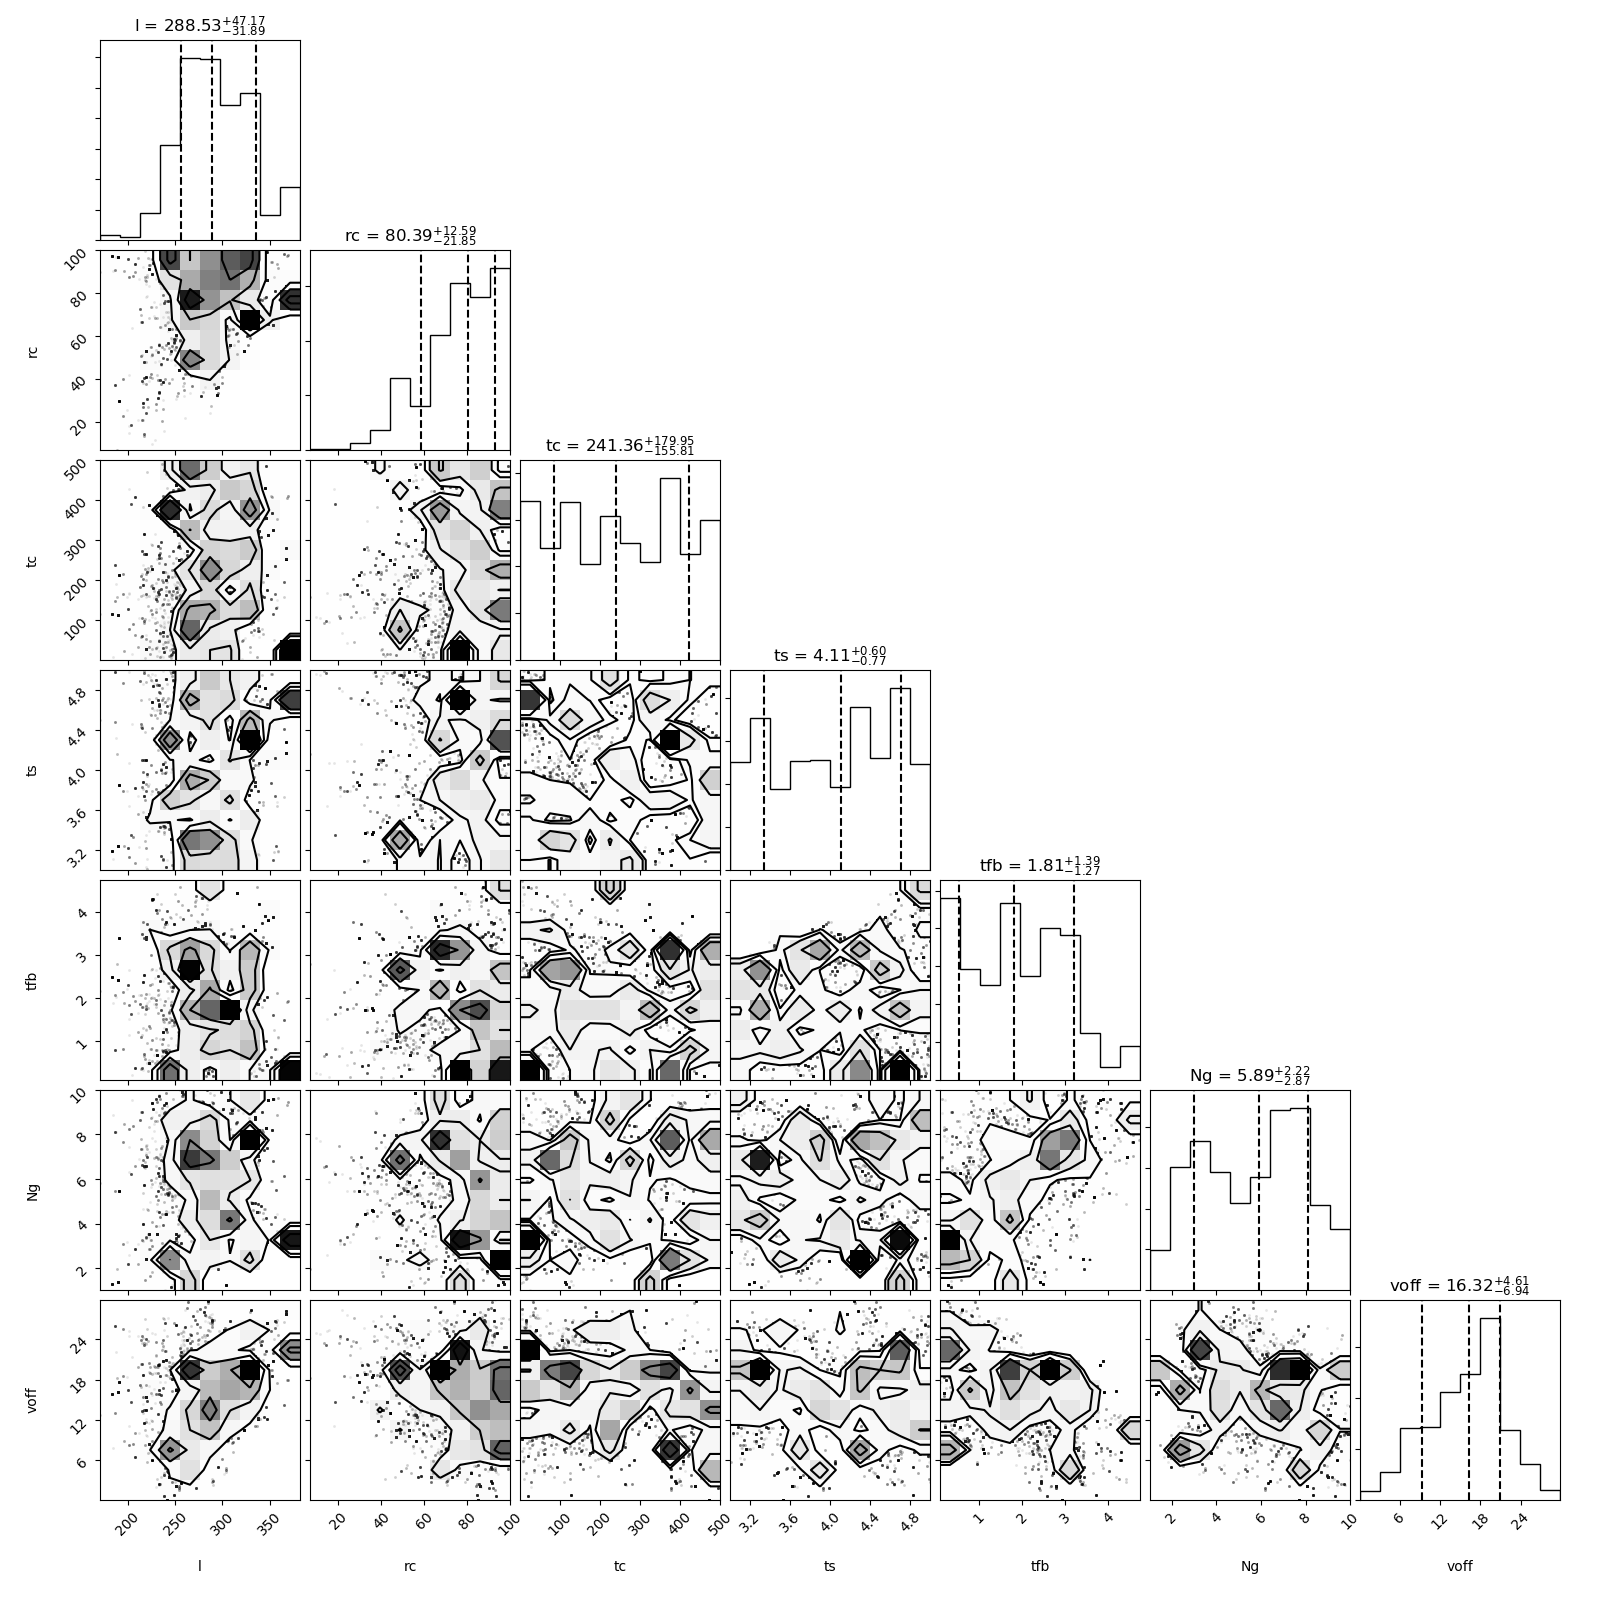 l = 288.53+47.17−31.89
rc = 80.39+12.59−21.85
100
80
60
40
20
rc
tc = 241.36+179.95−155.81
500
400
300
200
100
tc
ts = 4.11+0.60−0.77
4.8
4.4
4.0
3.6
3.2
ts
tfb = 1.81+1.39−1.27
4
3
2
1
tfb
Ng = 5.89+2.22−2.87
10
8
6
4
2
Ng
voff = 16.32+4.61−6.94
24
18
12
6
voff
200 250 300 350 20 40 60 80 100 100 200 300 400 500 3.2 3.6 4.0 4.4 4.8 1 2 3 4 2 4 6 8 10 6 12 18 24
l rc tc ts tfb Ng voff